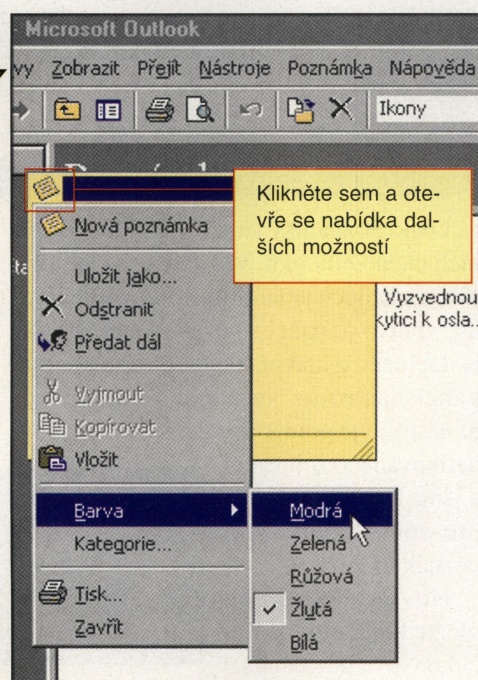 - Microsoft Outlook
vy Zobrazit Přejít Nástroje Poznámka Nápověda
Ikony
Klikněte sem a ote-
vře se nabídka dal-
ších možností
Nová poznámka
Uložit jako...
Odstranit
Předat dál
Vyjmout
Kopírovat
Vložit
Barva
Kategorie...
Tisk...
Zavřít
Vyzvednou
kytici k osla...
Modrá
Zelená
Růžová
Žlutá
Bílá